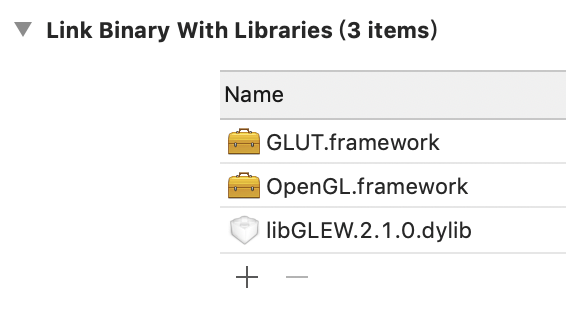 Link Binary With Libraries (3 items)
Name
GLUT.framework
OpenGL.framework
libGLEW.2.1.0.dylib